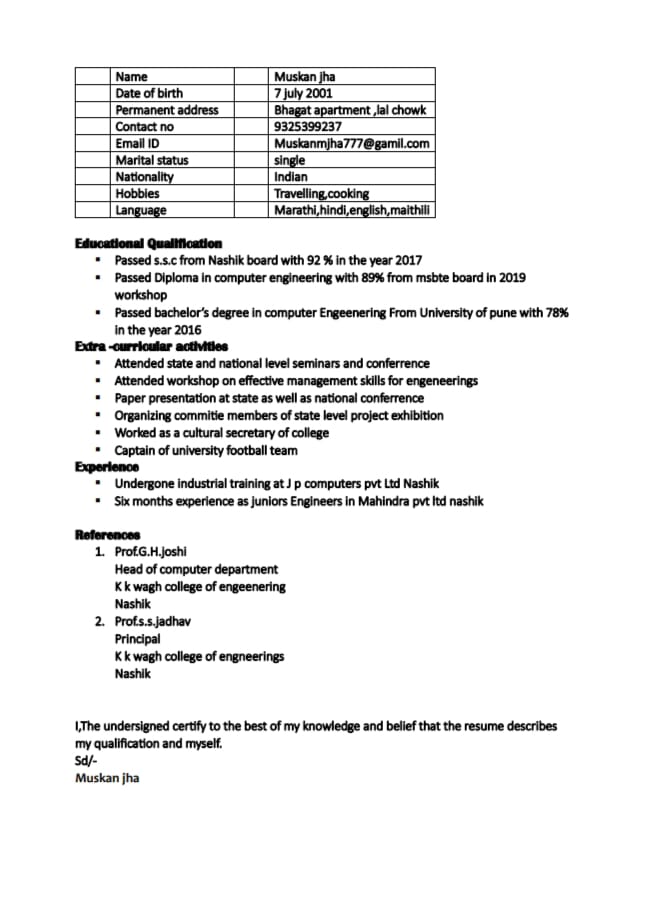 Name Muskan jha
Date of birth 7 july 2001
Permanent address Bhagat apartment ,lal chowk
Contact no 9325399237
Email ID Muskanmjha777@gamil.com
Marital status single
Nationality Indian
Hobbies Travelling,cooking
Language Marathi,hindi,english,maithili
Educational Qualification
▪ Passed s.s.c from Nashik board with 92 % in the year 2017
▪ Passed Diploma in computer engineering with 89% from msbte board in 2019
workshop
▪ Passed bachelor’s degree in computer Engeenering From University of pune with 78%
in the year 2016
Extra -curricular activities
▪ Attended state and national level seminars and conferrence
▪ Attended workshop on effective management skills for engeneerings
▪ Paper presentation at state as well as national conferrence
▪ Organizing commitie members of state level project exhibition
▪ Worked as a cultural secretary of college
▪ Captain of university football team
Experience
▪ Undergone industrial training at J p computers pvt Ltd Nashik
▪ Six months experience as juniors Engineers in Mahindra pvt ltd nashik
References
1. Prof.G.H.joshi
Head of computer department
K k wagh college of engeenering
Nashik
2. Prof.s.s.jadhav
Principal
K k wagh college of engneerings
Nashik
I,The undersigned certify to the best of my knowledge and belief that the resume describes
my qualification and myself.
Sd/-
Muskan jha